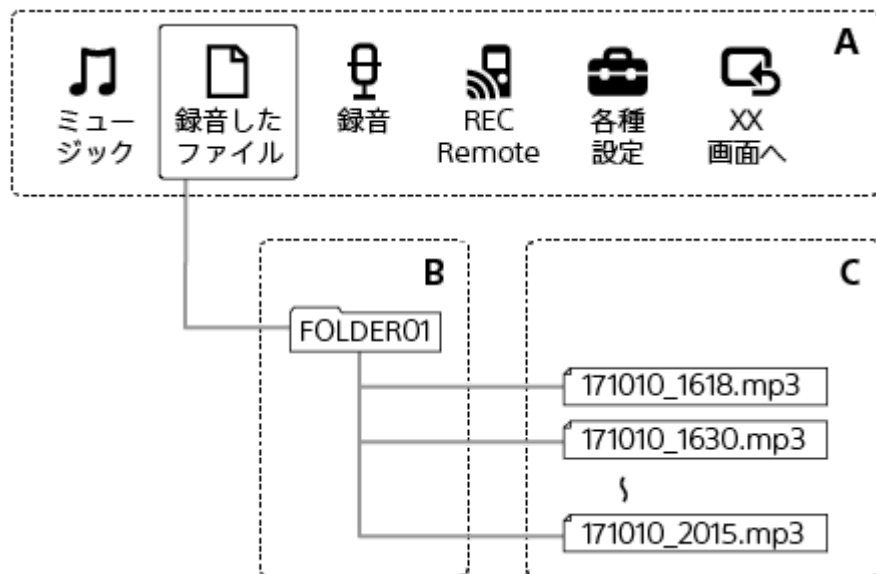 A
ミュー
ジック
録音した
ファイル
録音
REC
Remote
各種
設定
XX
画面へ
B
C
FOLDER01
171010_1618.mp3
171010_1630.mp3
~
171010_2015.mp3